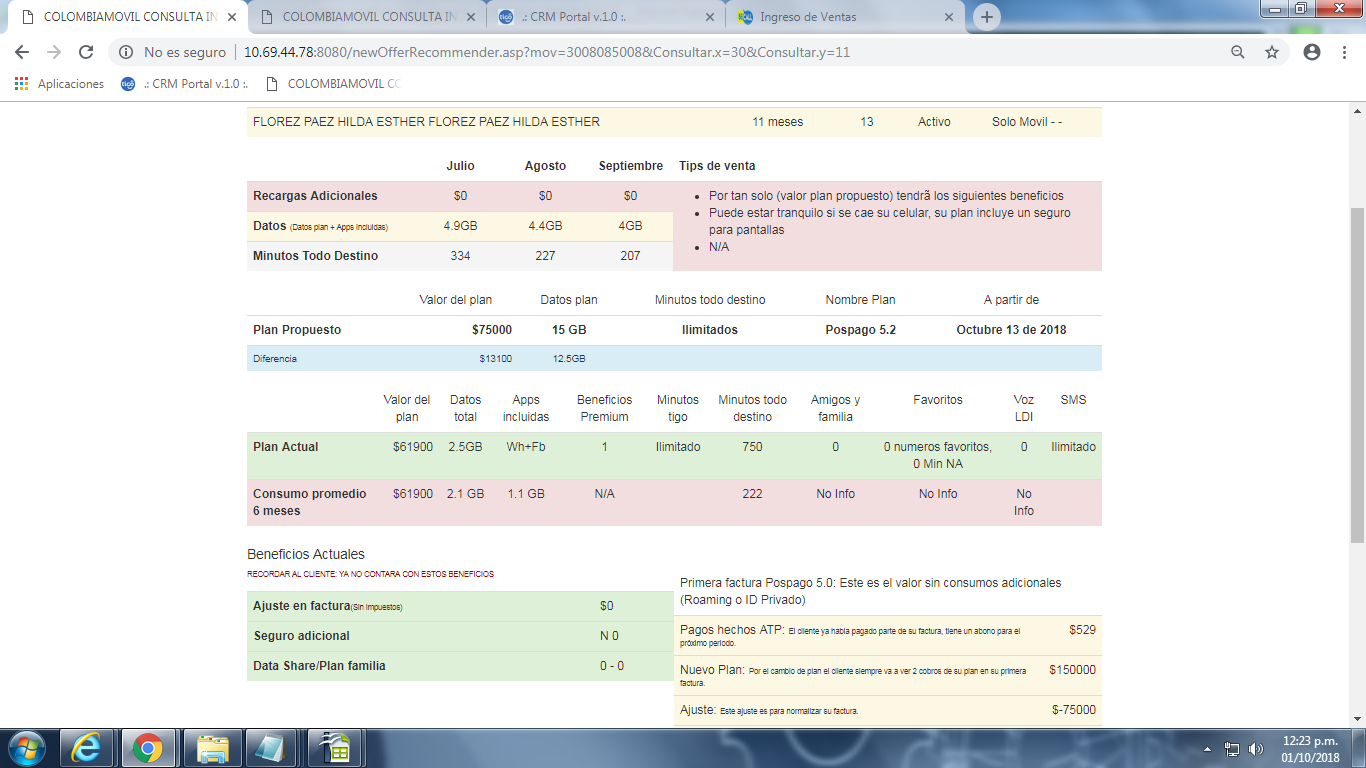 COLOMBIAMOVIL CONSULTA IN
COLOMBIAMOVIL CONSULTA IN
.: CRM Portal v.1.0 :.
Ingreso de Ventas
No es seguro
10.69.44.78:8080/newOfferRecommender.asp?mov=3008085008&Consultar.x=30&Consultar.y=11
Aplicaciones
.: CRM Portal v.1.0 :.
COLOMBIAMOVIL CO
FLOREZ PAEZ HILDA ESTHER FLOREZ PAEZ HILDA ESTHER 11 meses 13 Activo Solo Movil - -
Julio Agosto Septiembre Tips de venta
Recargas Adicionales $0 $0 $0
Datos (Datos plan + Apps incluidas) 4.9GB 4.4GB 4GB
Minutos Todo Destino 334 227 207
• Por tan solo (valor plan propuesto) tendrã los siguientes beneficios
• Puede estar tranquilo si se cae su celular, su plan incluye un seguro
para pantallas
• N/A
Valor del plan Datos plan Minutos todo destino Nombre Plan A partir de
Plan Propuesto $75000 15 GB Ilimitados Pospago 5.2 Octubre 13 de 2018
Diferencia $13100 12.5GB
Valor del Datos Apps Beneficios Minutos Minutos todo Amigos y Favoritos Voz SMS
plan total incluidas Premium tigo destino familia LDI
Plan Actual $61900 2.5GB Wh+Fb 1 Ilimitado 750 0 0 numeros favoritos, 0 Ilimitado
0 Min NA
Consumo promedio $61900 2.1 GB 1.1 GB N/A 222 No Info No Info No
6 meses Info
Beneficios Actuales
RECORDAR AL CLIENTE: YA NO CONTARA CON ESTOS BENEFICIOS
Ajuste en factura(Sin impuestos) $0
Seguro adicional N 0
Data Share/Plan familia 0 - 0
Primera factura Pospago 5.0: Este es el valor sin consumos adicionales
(Roaming o ID Privado)
Pagos hechos ATP: El cliente ya habia pagado parte de su factura, tiene un abono para el $529
próximo periodo.
Nuevo Plan: Por el cambio de plan el cliente siempre va a ver 2 cobros de su plan en su primera $150000
factura.
Ajuste: Este ajuste es para normalizar su factura. $-75000
12:23 p.m.
01/10/2018